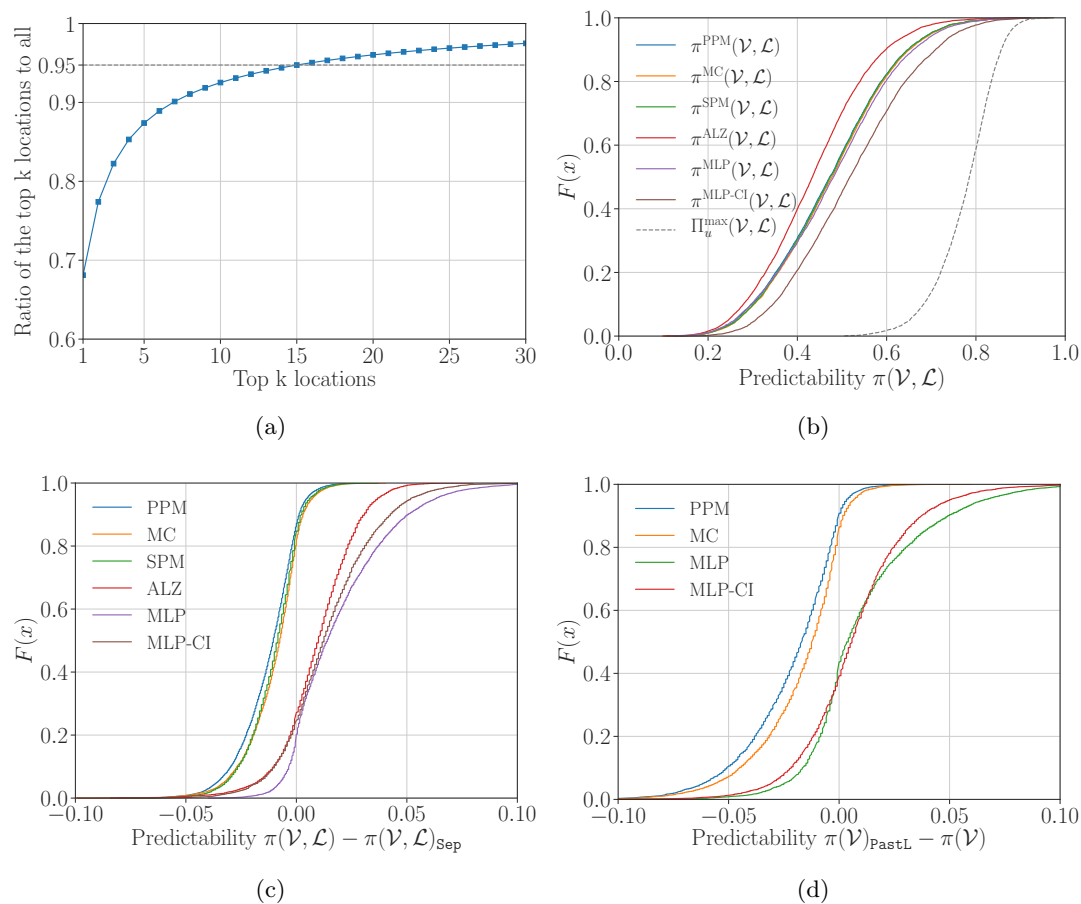 Ratio of the top k locations to all
1
0.95
0.9
0.8
0.7
0.6
1 5 10 15 20 25 30
Top k locations
(a)
F(x)
1.0
0.8
0.6
0.4
0.2
0.0
π^PPM(𝒱, ℒ)
π^MC(𝒱, ℒ)
π^SPM(𝒱, ℒ)
π^ALZ(𝒱, ℒ)
π^MLP(𝒱, ℒ)
π^MLP-CI(𝒱, ℒ)
Π_u^max(𝒱, ℒ)
0.0 0.2 0.4 0.6 0.8 1.0
Predictability π(𝒱, ℒ)
(b)
F(x)
1.0
0.8
0.6
0.4
0.2
0.0
PPM
MC
SPM
ALZ
MLP
MLP-CI
−0.10 −0.05 0.00 0.05 0.10
Predictability π(𝒱, ℒ) − π(𝒱, ℒ)_Sep
(c)
F(x)
1.0
0.8
0.6
0.4
0.2
0.0
PPM
MC
MLP
MLP-CI
−0.10 −0.05 0.00 0.05 0.10
Predictability π(𝒱)_PastL − π(𝒱)
(d)